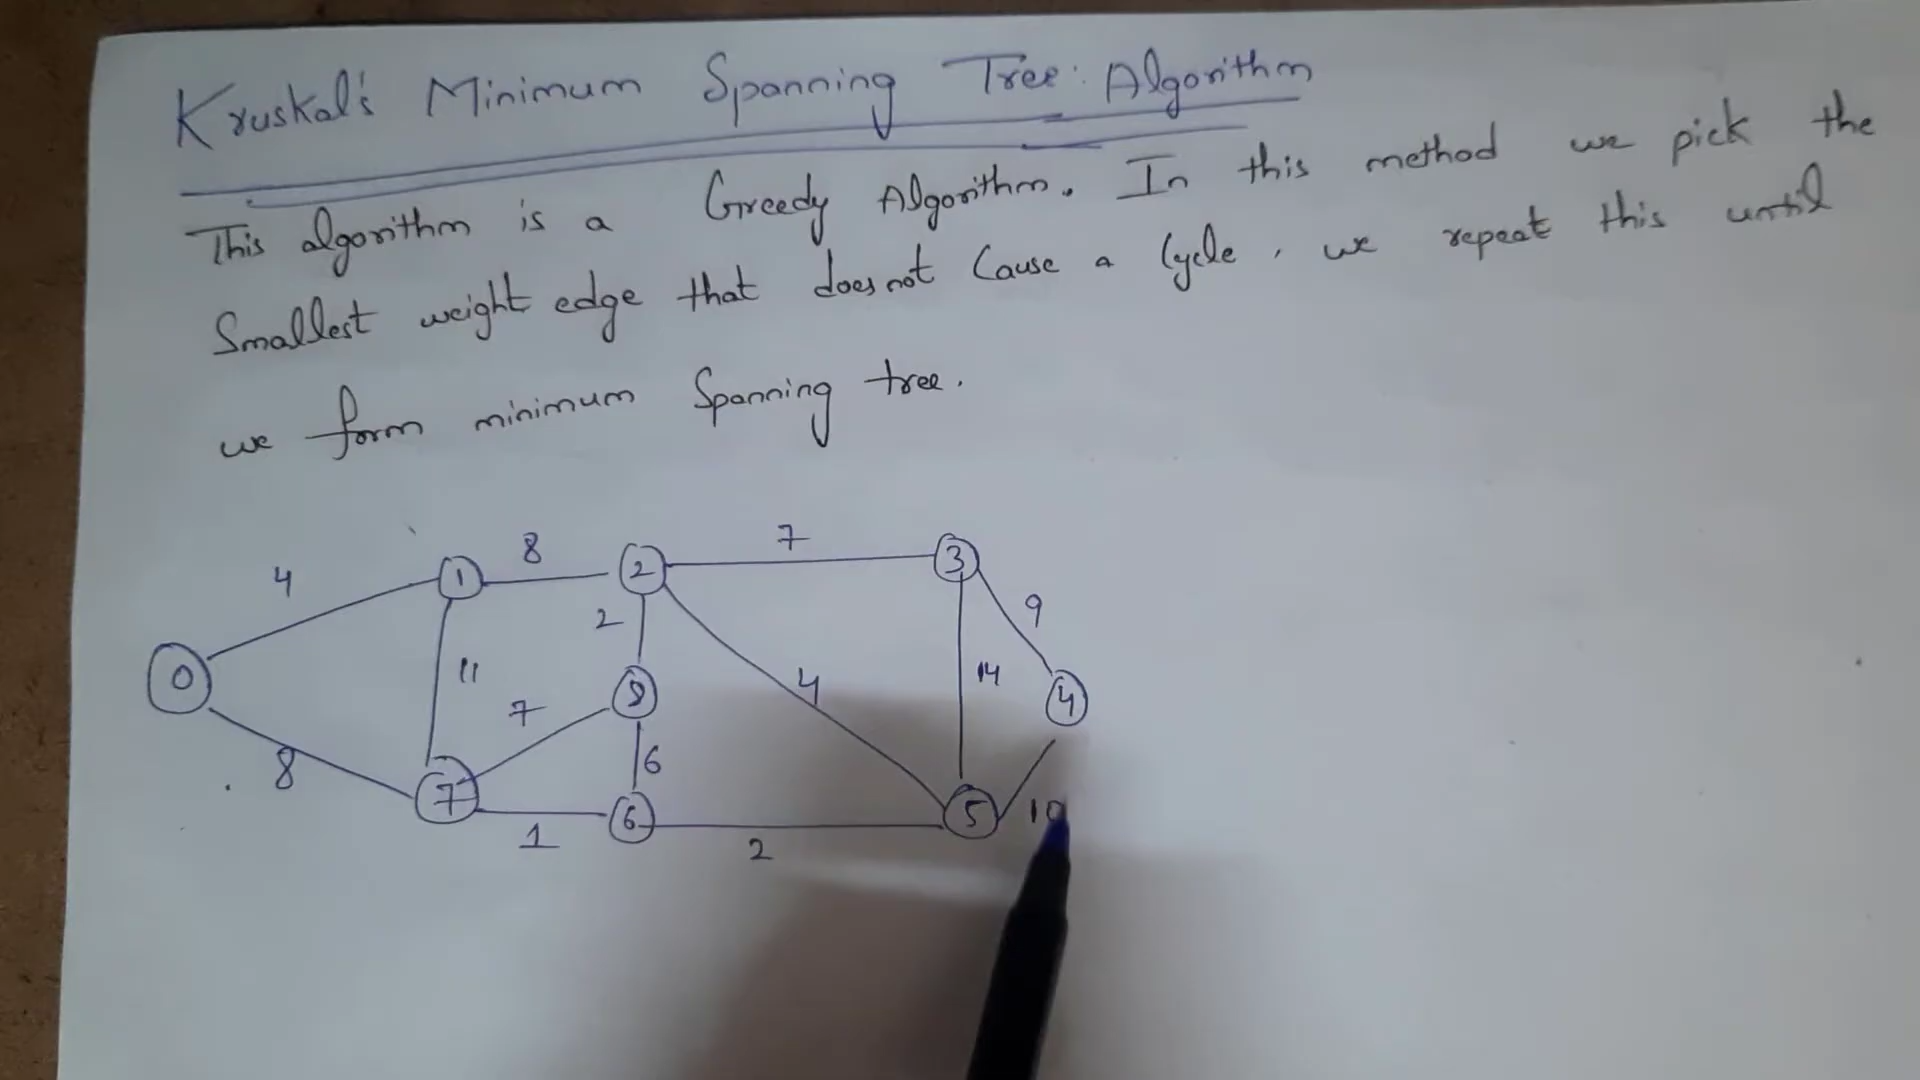 Kruskal's Minimum Spanning Tree: Algorithm
This algorithm is a Greedy Algorithm. In this method we pick the
Smallest weight edge that does not Cause a Cycle, we repeat this until
we form minimum Spanning tree.
4 8 7
1 2 3
2 9
0 11 4 14
7 4
8 6
7 6 5 10
1 2